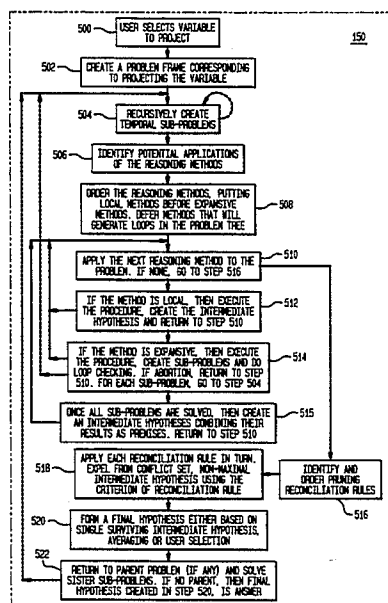 150
500
USER SELECTS VARIABLE
TO PROJECT
502
CREATE A PROBLEM FRAME CORRESPONDING
TO PROJECTING THE VARIABLE
504
RECURSIVELY CREATE
TEMPORAL SUB-PROBLEMS
506
IDENTIFY POTENTIAL APPLICATIONS
OF THE REASONING METHODS
ORDER THE REASONING METHODS, PUTTING
LOCAL METHODS BEFORE EXPANSIVE
METHODS. DEFER METHODS THAT WILL
GENERATE LOOPS IN THE PROBLEM TREE
508
APPLY THE NEXT REASONING METHOD TO THE
PROBLEM. IF NONE, GO TO STEP 516
510
IF THE METHOD IS LOCAL, THEN EXECUTE
THE PROCEDURE, CREATE THE INTERMEDIATE
HYPOTHESIS AND RETURN TO STEP 510
512
IF THE METHOD IS EXPANSIVE, THEN EXECUTE
THE PROCEDURE, CREATE SUB-PROBLEMS AND DO
LOOP CHECKING. IF ABORTION, RETURN TO STEP
510. FOR EACH SUB-PROBLEM, GO TO STEP 504
514
ONCE ALL SUB-PROBLEMS ARE SOLVED, THEN CREATE
AN INTERMEDIATE HYPOTHESES COMBINING THEIR
RESULTS AS PREMISES. RETURN TO STEP 510
515
518
APPLY EACH RECONCILIATION RULE IN TURN.
EXPEL FROM CONFLICT SET, NON-MAXIMAL
INTERMEDIATE HYPOTHESIS USING THE
CRITERION OF RECONCILIATION RULE
IDENTIFY AND
ORDER PRUNING
RECONCILIATION RULES
516
520
FORM A FINAL HYPOTHESIS EITHER BASED ON
SINGLE SURVIVING INTERMEDIATE HYPOTHESIS,
AVERAGING OR USER SELECTION
522
RETURN TO PARENT PROBLEM (IF ANY) AND SOLVE
SISTER SUB-PROBLEMS. IF NO PARENT, THEN FINAL
HYPOTHESIS CREATED IN STEP 520, IS ANSWER